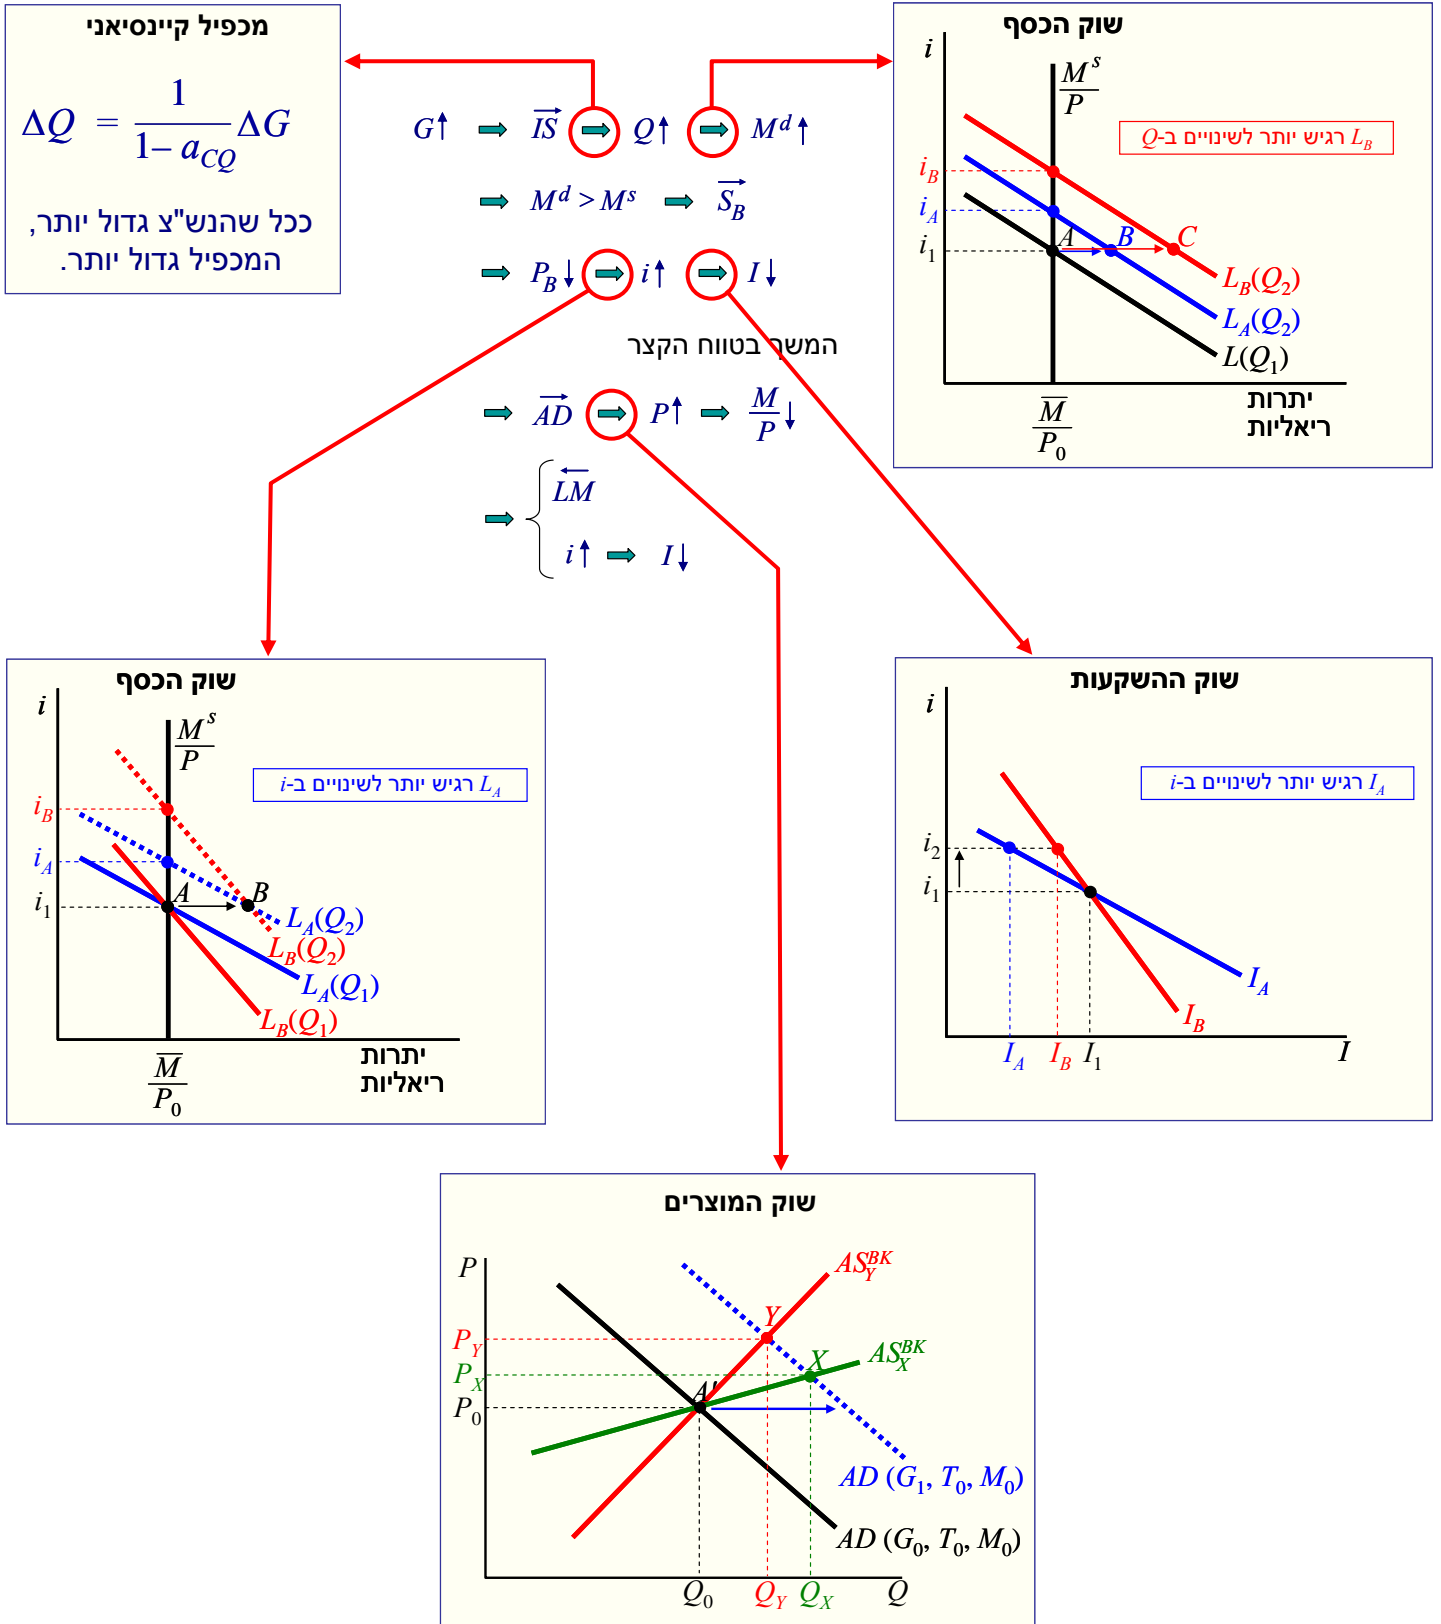 מכפיל קיינסיאני
ΔQ = 1/(1– a_CQ) ΔG
ככל שהנש"צ גדול יותר,
המכפיל גדול יותר.
G↑ ⇒ IS→ ⇒ Q↑ ⇒ M^d↑
⇒ M^d > M^s ⇒ S_B→
⇒ P_B↓ ⇒ i↑ ⇒ I↓
המשך בטווח הקצר
⇒ AD→ ⇒ P↑ ⇒ M/P↓
⇒ { LM←
i↑ ⇒ I↓
שוק הכסף
i
M^s/P
L_B רגיש יותר לשינויים ב-Q
i_B
i_A
i_1
A B C
L_B(Q_2)
L_A(Q_2)
L(Q_1)
M̅/P_0
יתרות
ריאליות
שוק הכסף
i
M^s/P
L_A רגיש יותר לשינויים ב-i
i_B
i_A
i_1
A B
L_A(Q_2)
L_B(Q_2)
L_A(Q_1)
L_B(Q_1)
M̅/P_0
יתרות
ריאליות
שוק ההשקעות
i
I_A רגיש יותר לשינויים ב-i
i_2
i_1
I_A
I_B
I_A I_B I_1 I
שוק המוצרים
P
AS_Y^BK
Y
P_Y
AS_X^BK
X
P_X
A'
P_0
AD (G_1, T_0, M_0)
AD (G_0, T_0, M_0)
Q_0 Q_Y Q_X Q